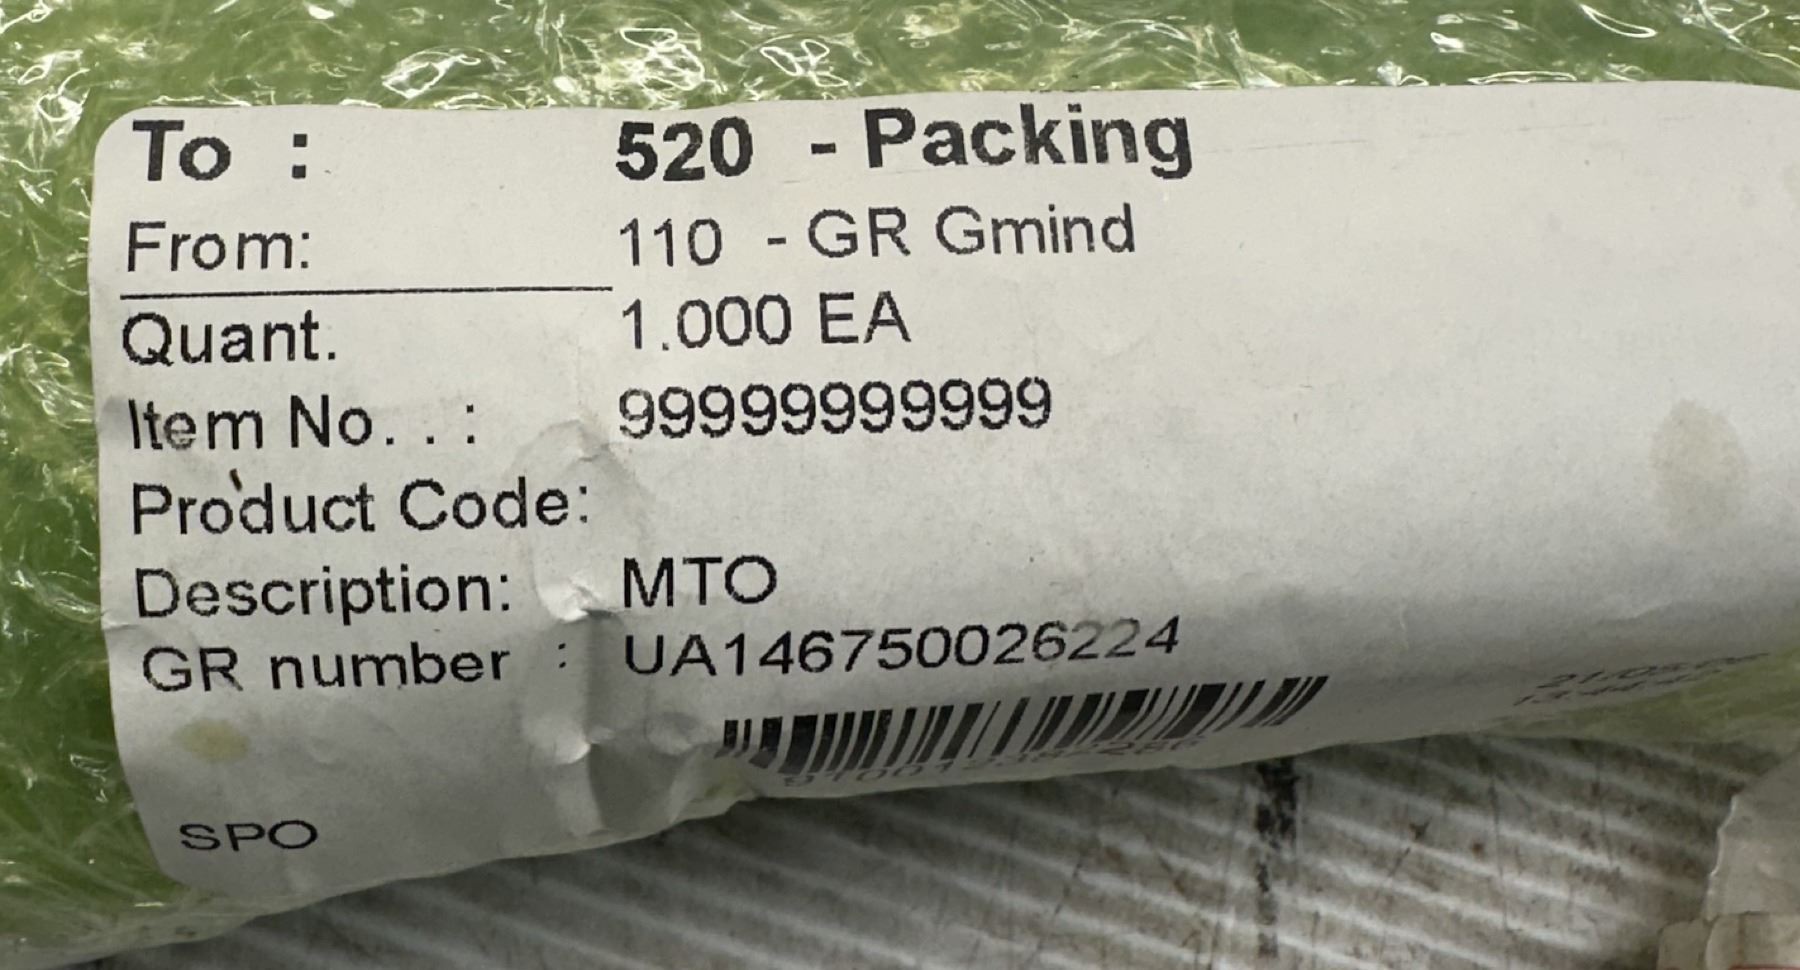 To : 520 - Packing
From: 110 - GR Gmind
Quant. 1.000 EA
Item No. . : 99999999999
Product Code:
Description: MTO
GR number : UA146750026224
SPO